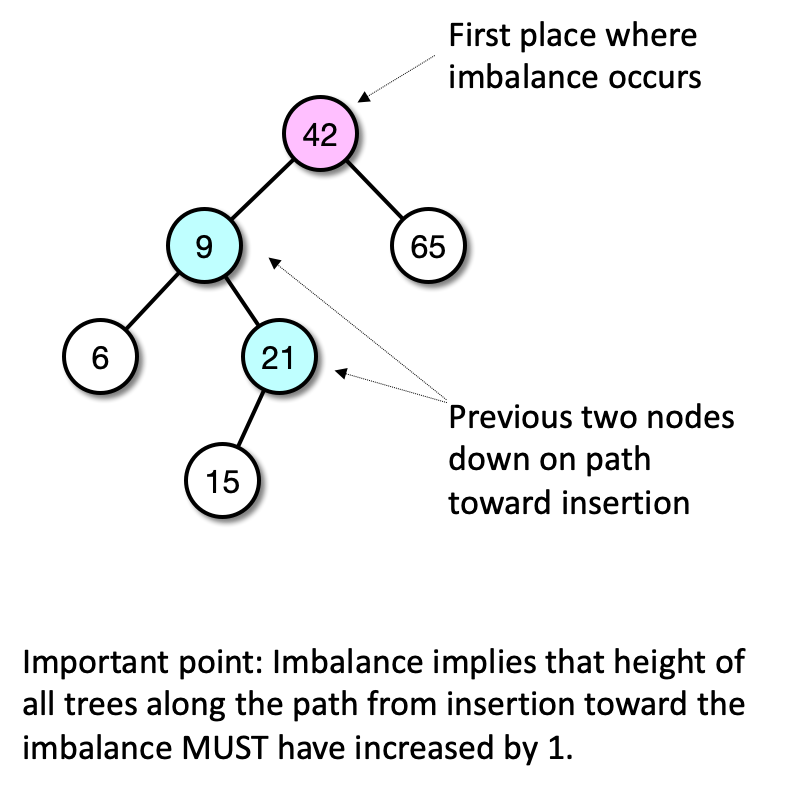 First place where
imbalance occurs
42
9
65
6
21
15
Previous two nodes
down on path
toward insertion
Important point: Imbalance implies that height of
all trees along the path from insertion toward the
imbalance MUST have increased by 1.